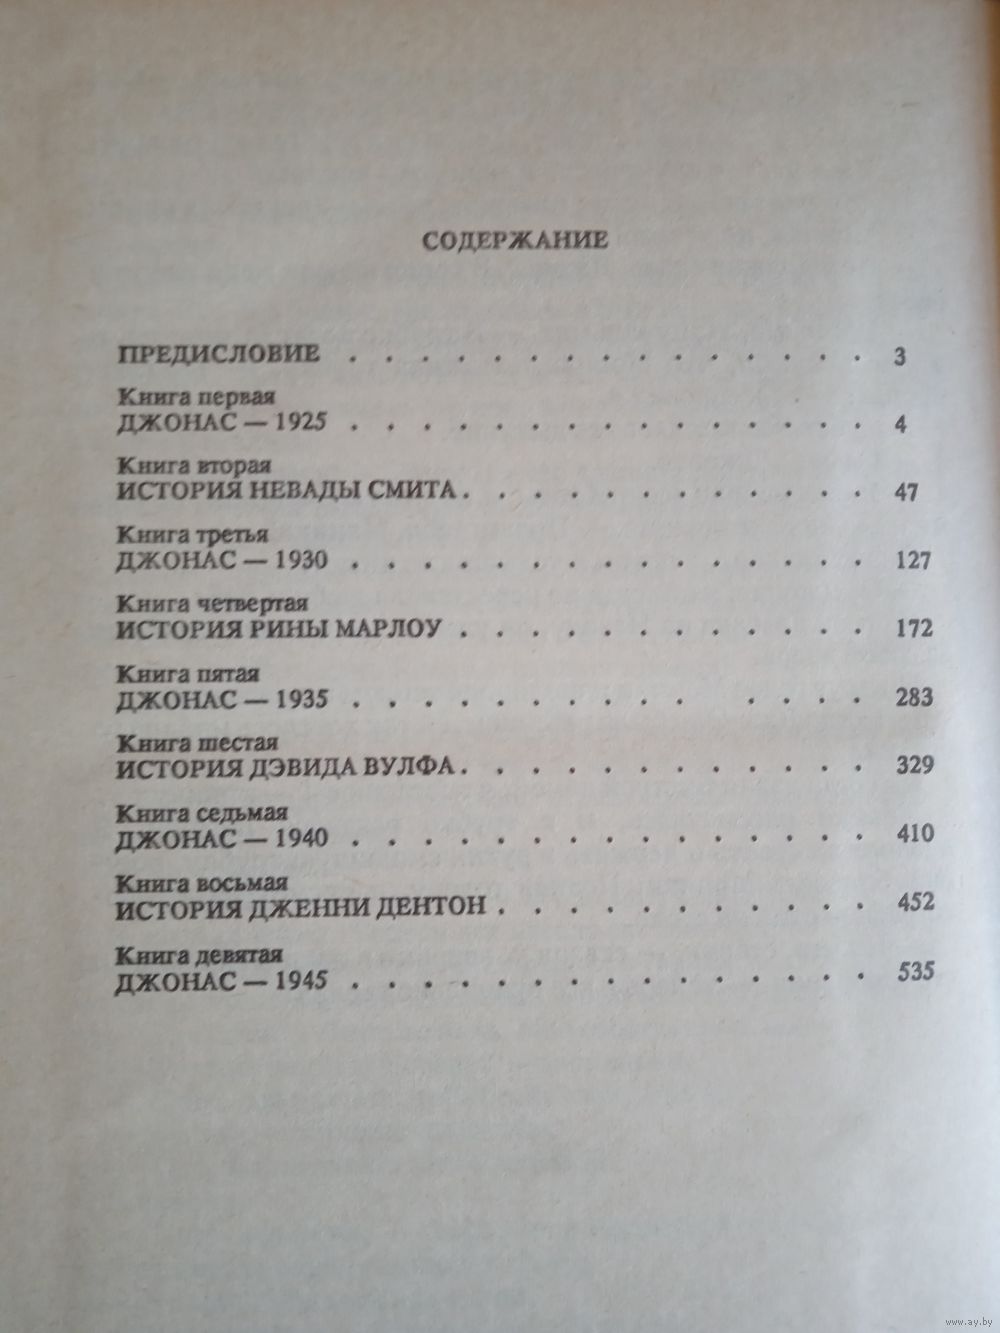 СОДЕРЖАНИЕ
ПРЕДИСЛОВИЕ . . . . . . . . . . . . . . . 3
Книга первая
ДЖОНАС — 1925 . . . . . . . . . . . . . . . 4
Книга вторая
ИСТОРИЯ НЕВАДЫ СМИТА . . . . . . . . . . . . 47
Книга третья
ДЖОНАС — 1930 . . . . . . . . . . . . . . . 127
Книга четвертая
ИСТОРИЯ РИНЫ МАРЛОУ . . . . . . . . . . . . 172
Книга пятая
ДЖОНАС — 1935 . . . . . . . . . . . . . . 283
Книга шестая
ИСТОРИЯ ДЭВИДА ВУЛФА . . . . . . . . . . . . 329
Книга седьмая
ДЖОНАС — 1940 . . . . . . . . . . . . . . . 410
Книга восьмая
ИСТОРИЯ ДЖЕННИ ДЕНТОН . . . . . . . . . . . 452
Книга девятая
ДЖОНАС — 1945 . . . . . . . . . . . . . . . 535
www.ay.by